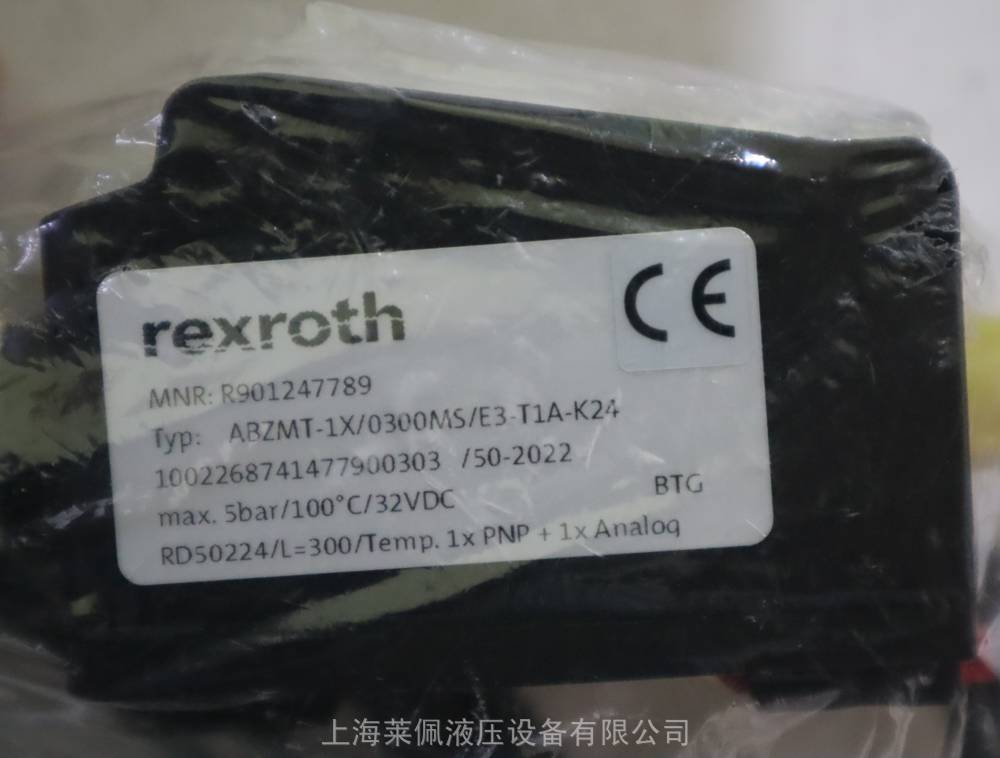 rexroth
CE
MNR: R901247789
Typ: ABZMT-1X/0300MS/E3-T1A-K24
1002268741477900303 /50-2022
max. 5bar/100°C/32VDC BTG
RD50224/L=300/Temp. 1x PNP + 1x Analog
上海莱佩液压设备有限公司